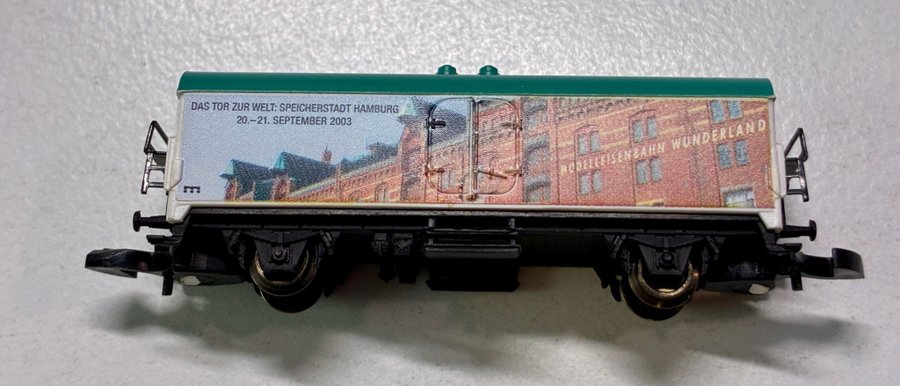 DAS TOR ZUR WELT: SPEICHERSTADT HAMBURG
20.–21. SEPTEMBER 2003
MODELLEISENBAHN WUNDERLAND
E